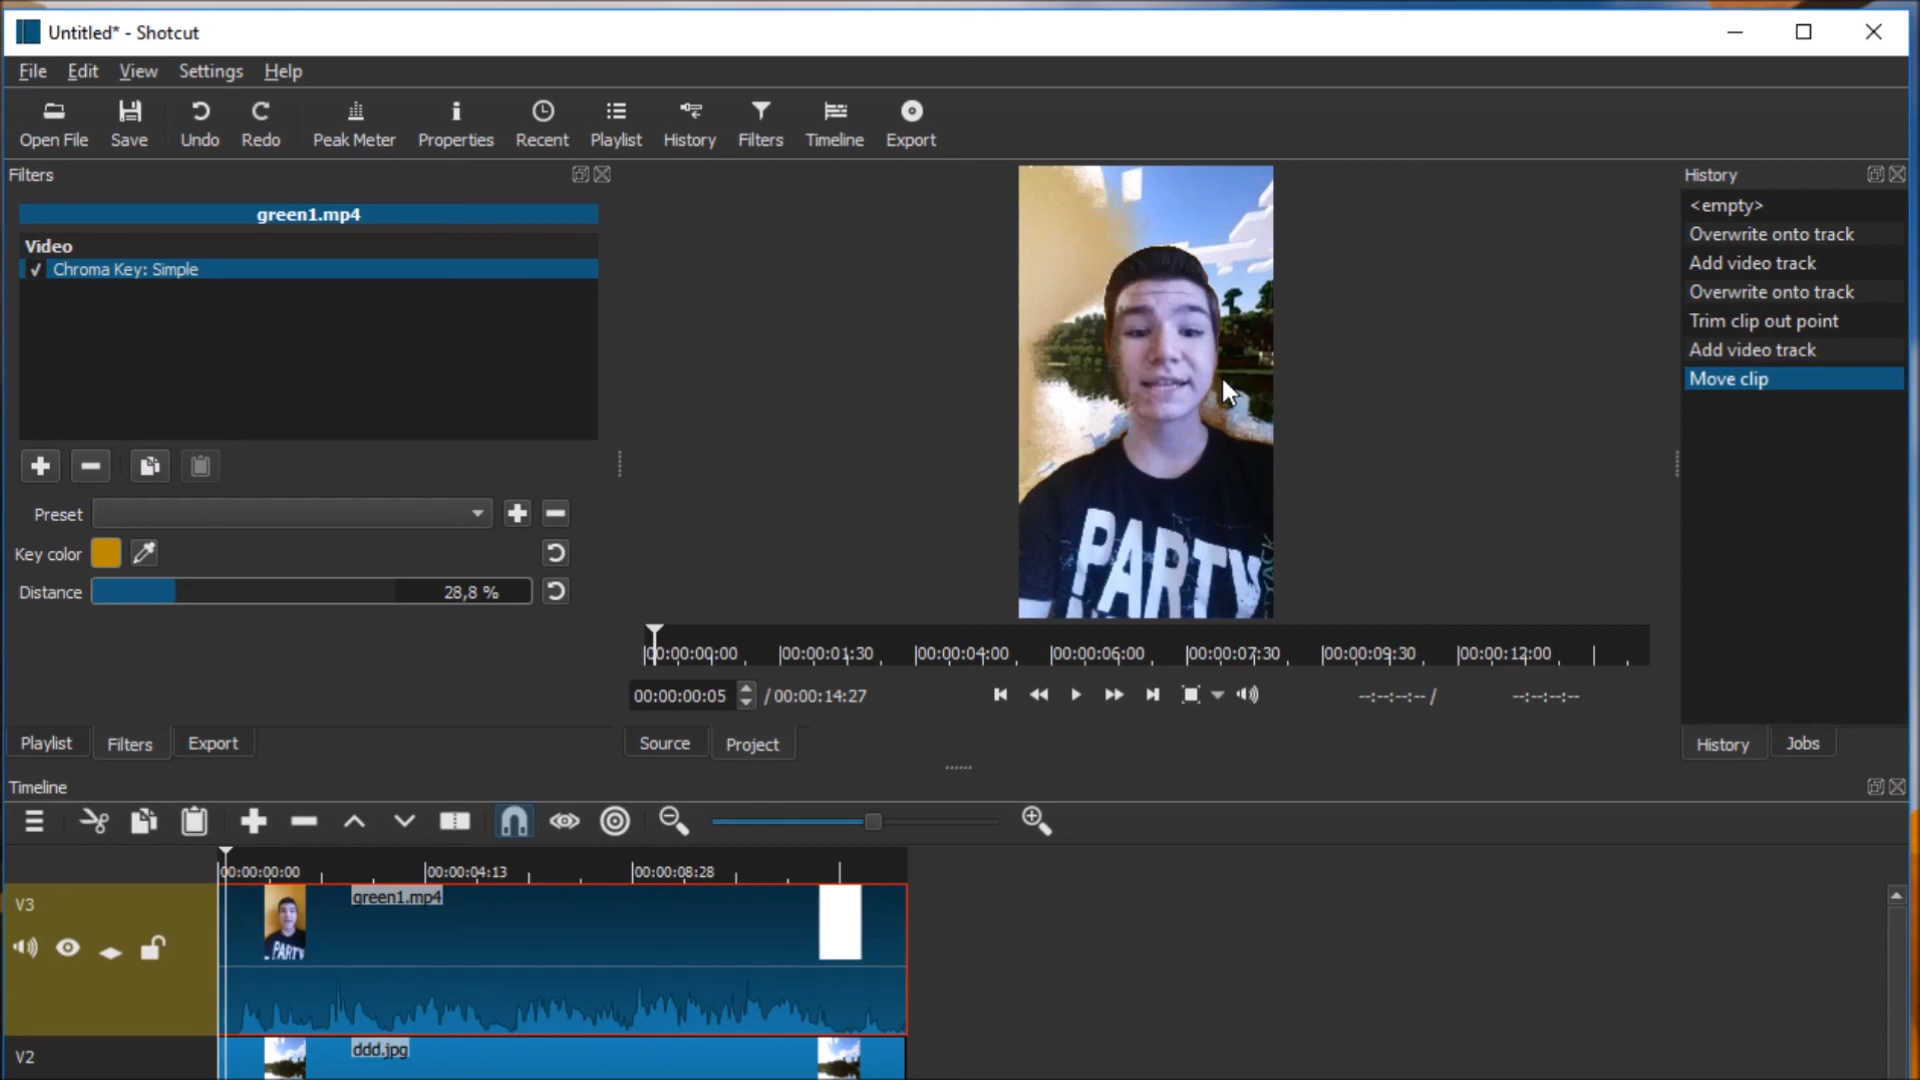 Untitled* - Shotcut
File Edit View Settings Help
Open File Save Undo Redo Peak Meter Properties Recent Playlist History Filters Timeline Export
Filters
green1.mp4
Video
Chroma Key: Simple
Preset
Key color
Distance 28,8 %
PARTY
00:00:00:00 00:00:01:30 00:00:04:00 00:00:06:00 00:00:07:30 00:00:09:30 00:00:12:00
00:00:00:05 / 00:00:14:27 --:--:--:-- / --:--:--:--
Playlist Filters Export
Source Project
History
<empty>
Overwrite onto track
Add video track
Overwrite onto track
Trim clip out point
Add video track
Move clip
History Jobs
Timeline
00:00:00:00 00:00:04:13 00:00:08:28
V3
green1.mp4
PARTY
V2
ddd.jpg